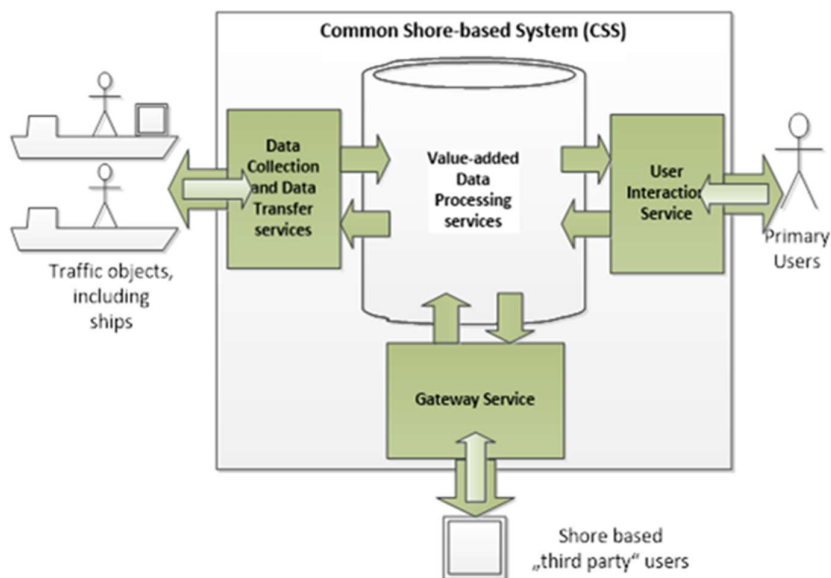 Common Shore-based System (CSS)
Data
Collection
and Data
Transfer
services
Value-added
Data
Processing
services
User
Interaction
Service
Traffic objects,
including
ships
Primary
Users
Gateway Service
Shore based
„third party“ users